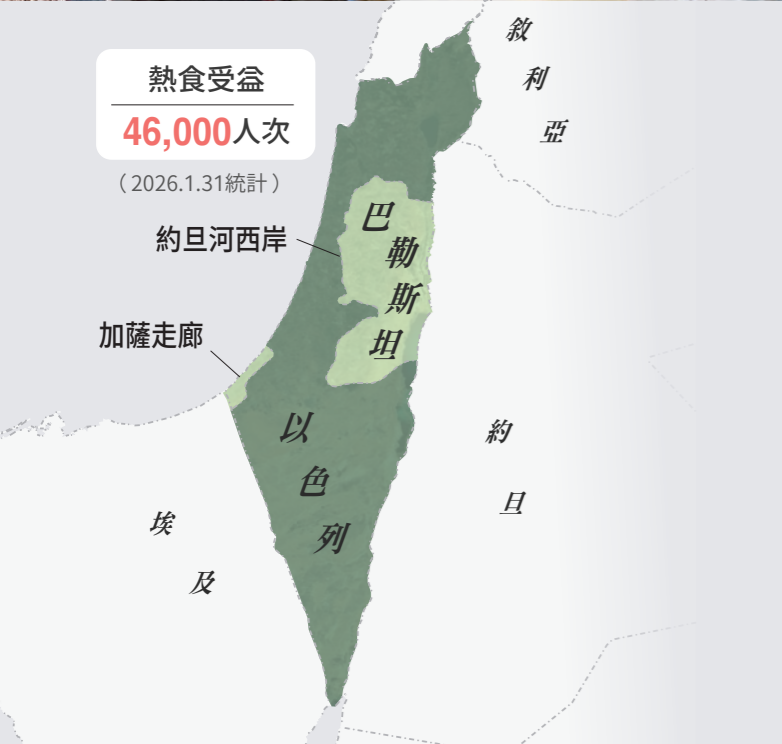 熱食受益
46,000人次
（2026.1.31統計）
約旦河西岸
加薩走廊
敘利亞
巴勒斯坦
以色列
約旦
埃及